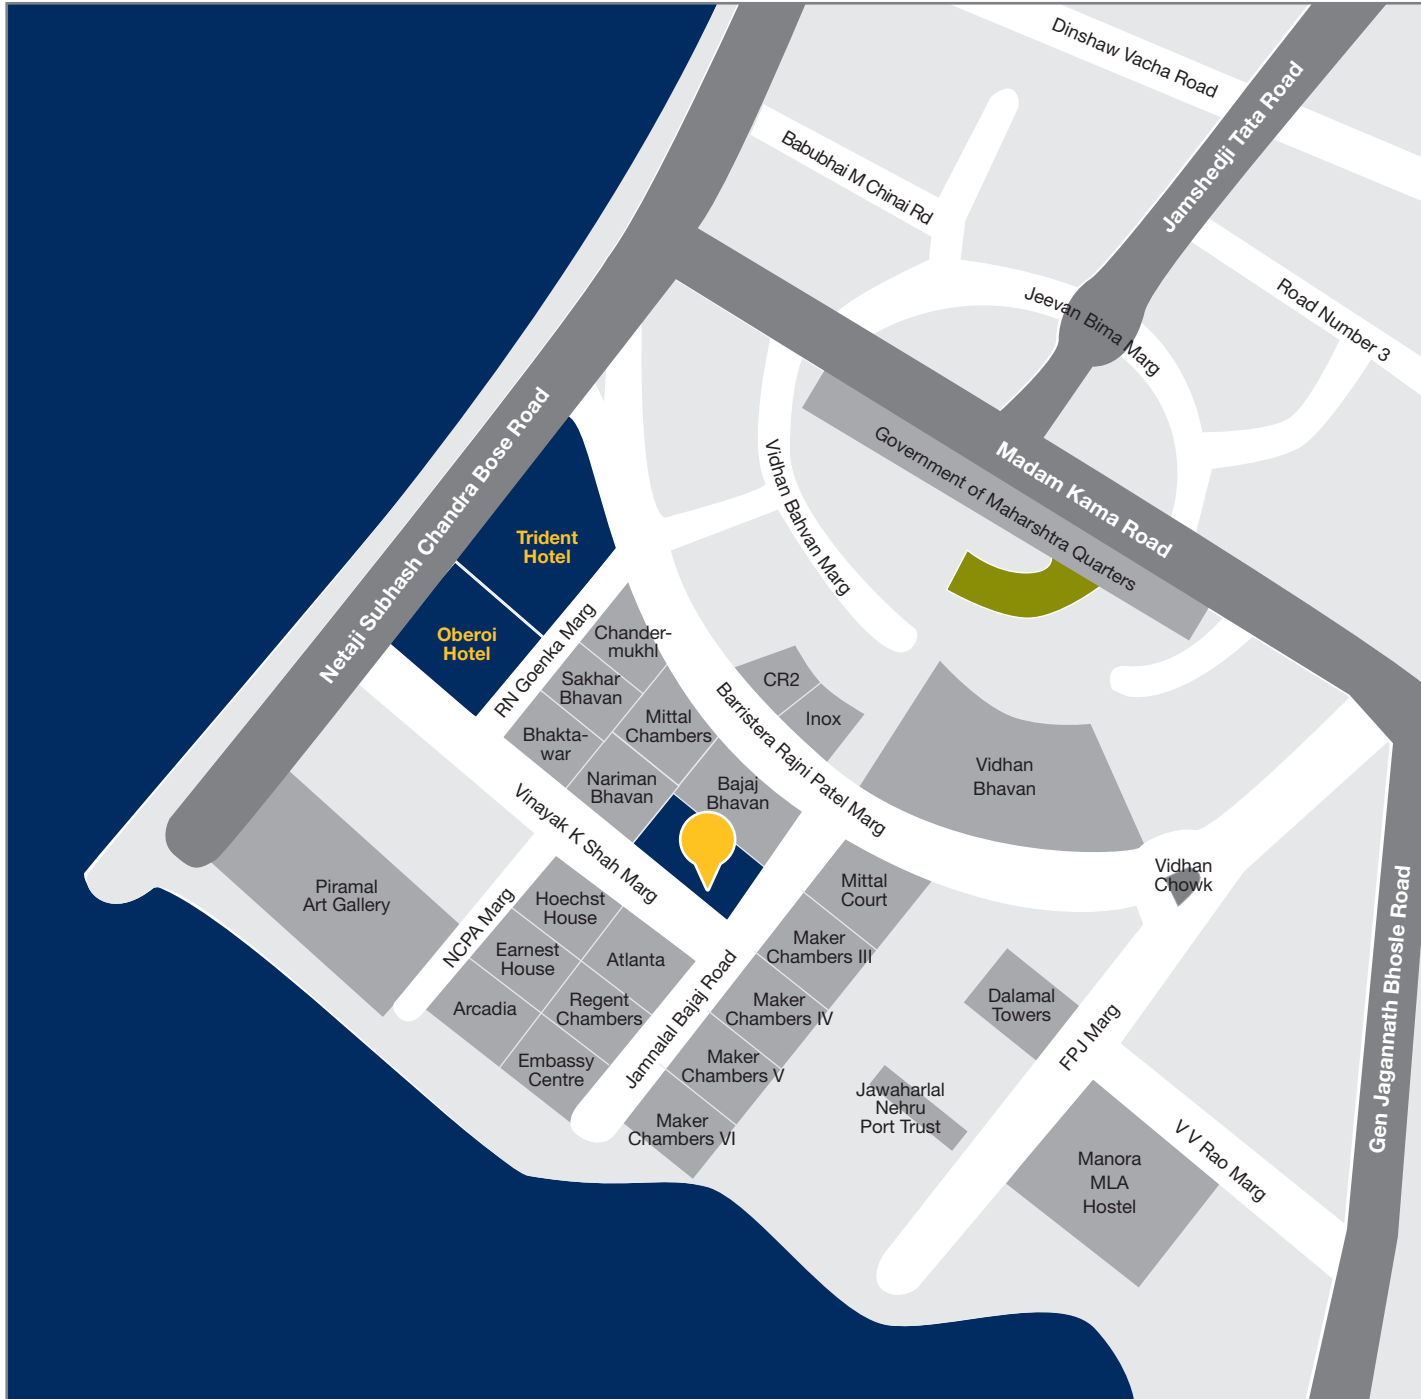 Dinshaw Vacha Road
Jamshedji Tata Road
Babubhai M Chinai Rd
Jeevan Bima Marg
Road Number 3
Netaji Subhash Chandra Bose Road
Madam Kama Road
Government of Maharshtra Quarters
Vidhan Bahvan Marg
Trident
Hotel
Oberoi
Hotel
RN Goenka Marg
Chander-
mukhI
Sakhar
Bhavan
Mittal
Chambers
Bhakta-
war
Nariman
Bhavan
Bajaj
Bhavan
CR2
Inox
Barristera Rajni Patel Marg
Vidhan
Bhavan
Vinayak K Shah Marg
Vidhan
Chowk
Piramal
Art Gallery
NCPA Marg
Hoechst
House
Earnest
House
Atlanta
Arcadia
Regent
Chambers
Embassy
Centre
Jamnalal Bajaj Road
Mittal
Court
Maker
Chambers III
Maker
Chambers IV
Maker
Chambers V
Maker
Chambers VI
Dalamal
Towers
FPJ Marg
Jawaharlal
Nehru
Port Trust
Manora
MLA
Hostel
V V Rao Marg
Gen Jagannath Bhosle Road